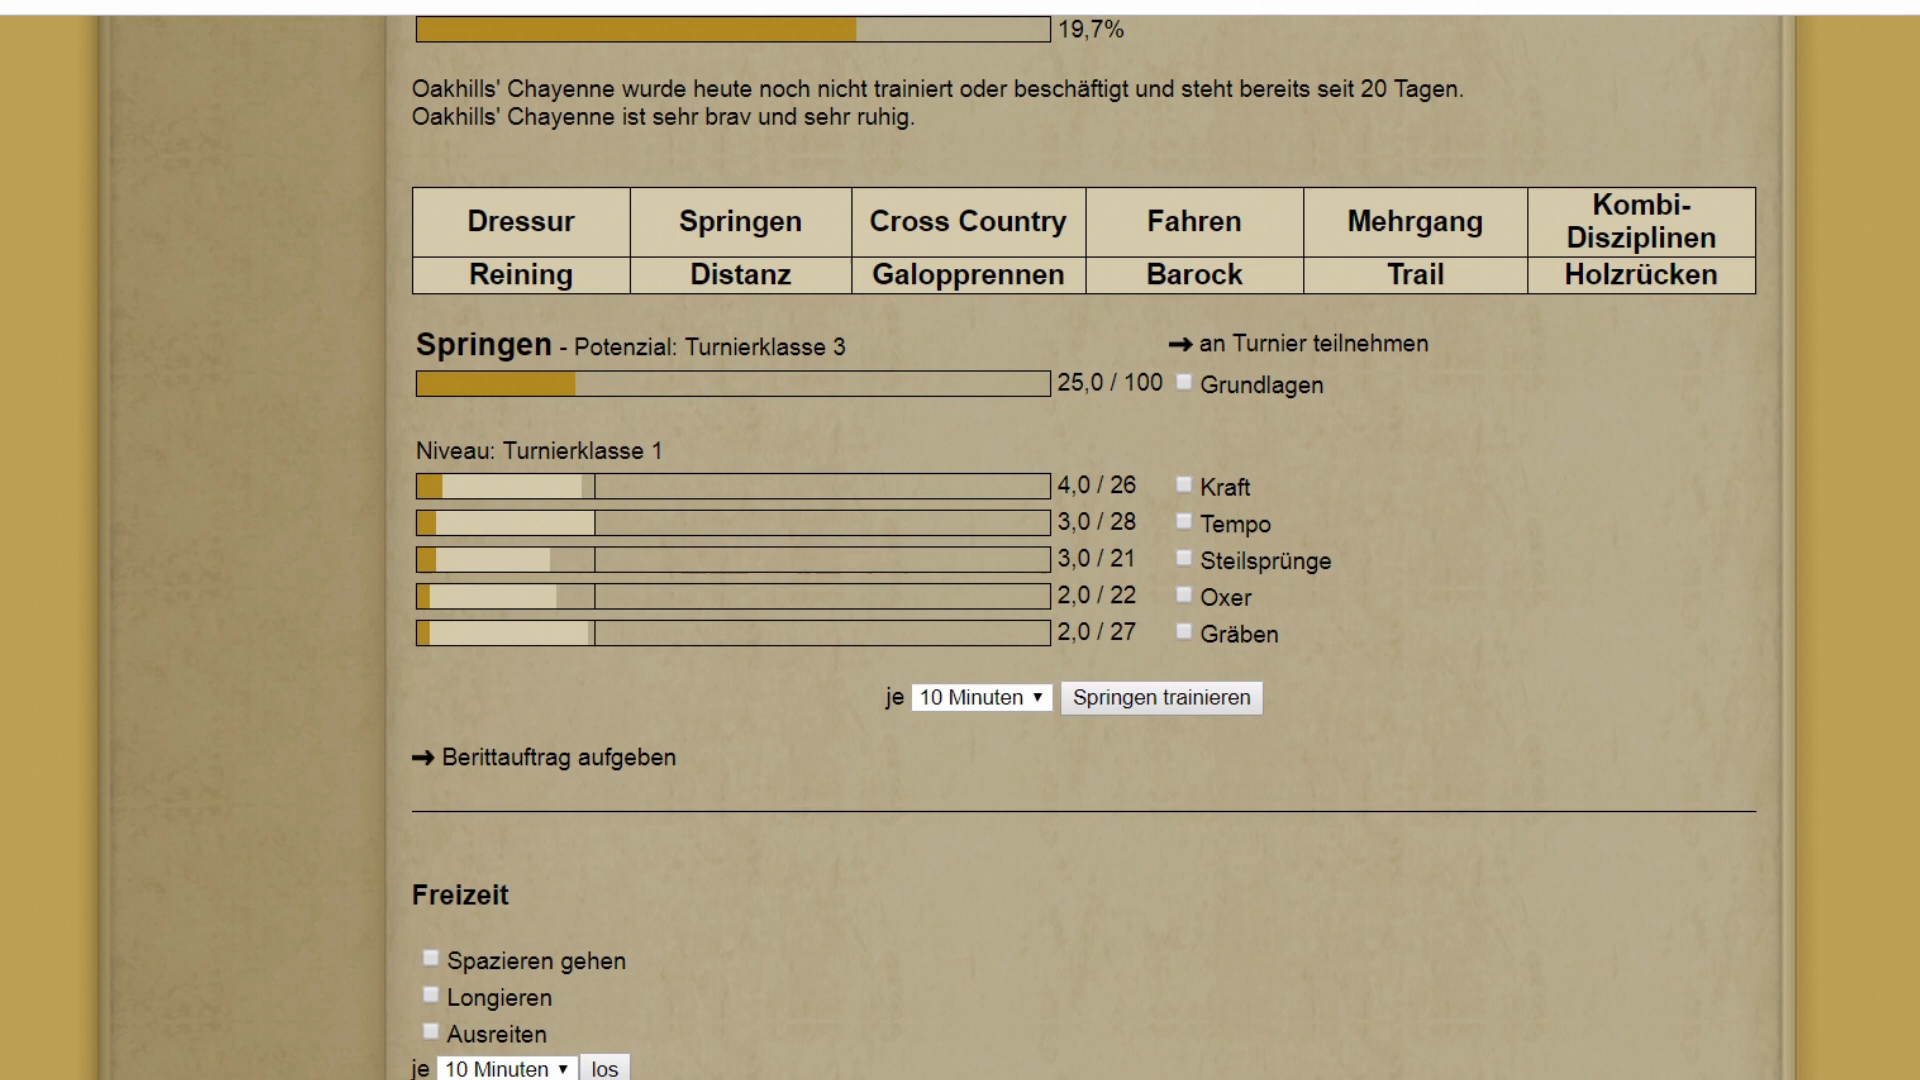 19,7%
Oakhills' Chayenne wurde heute noch nicht trainiert oder beschäftigt und steht bereits seit 20 Tagen.
Oakhills' Chayenne ist sehr brav und sehr ruhig.
Dressur Springen Cross Country Fahren Mehrgang Kombi-Disziplinen
Reining Distanz Galopprennen Barock Trail Holzrücken
Springen - Potenzial: Turnierklasse 3 ➞ an Turnier teilnehmen
25,0 / 100 Grundlagen
Niveau: Turnierklasse 1
4,0 / 26 Kraft
3,0 / 28 Tempo
3,0 / 21 Steilsprünge
2,0 / 22 Oxer
2,0 / 27 Gräben
je 10 Minuten ▼ Springen trainieren
➞ Berittauftrag aufgeben
Freizeit
Spazieren gehen
Longieren
Ausreiten
je 10 Minuten ▼ los